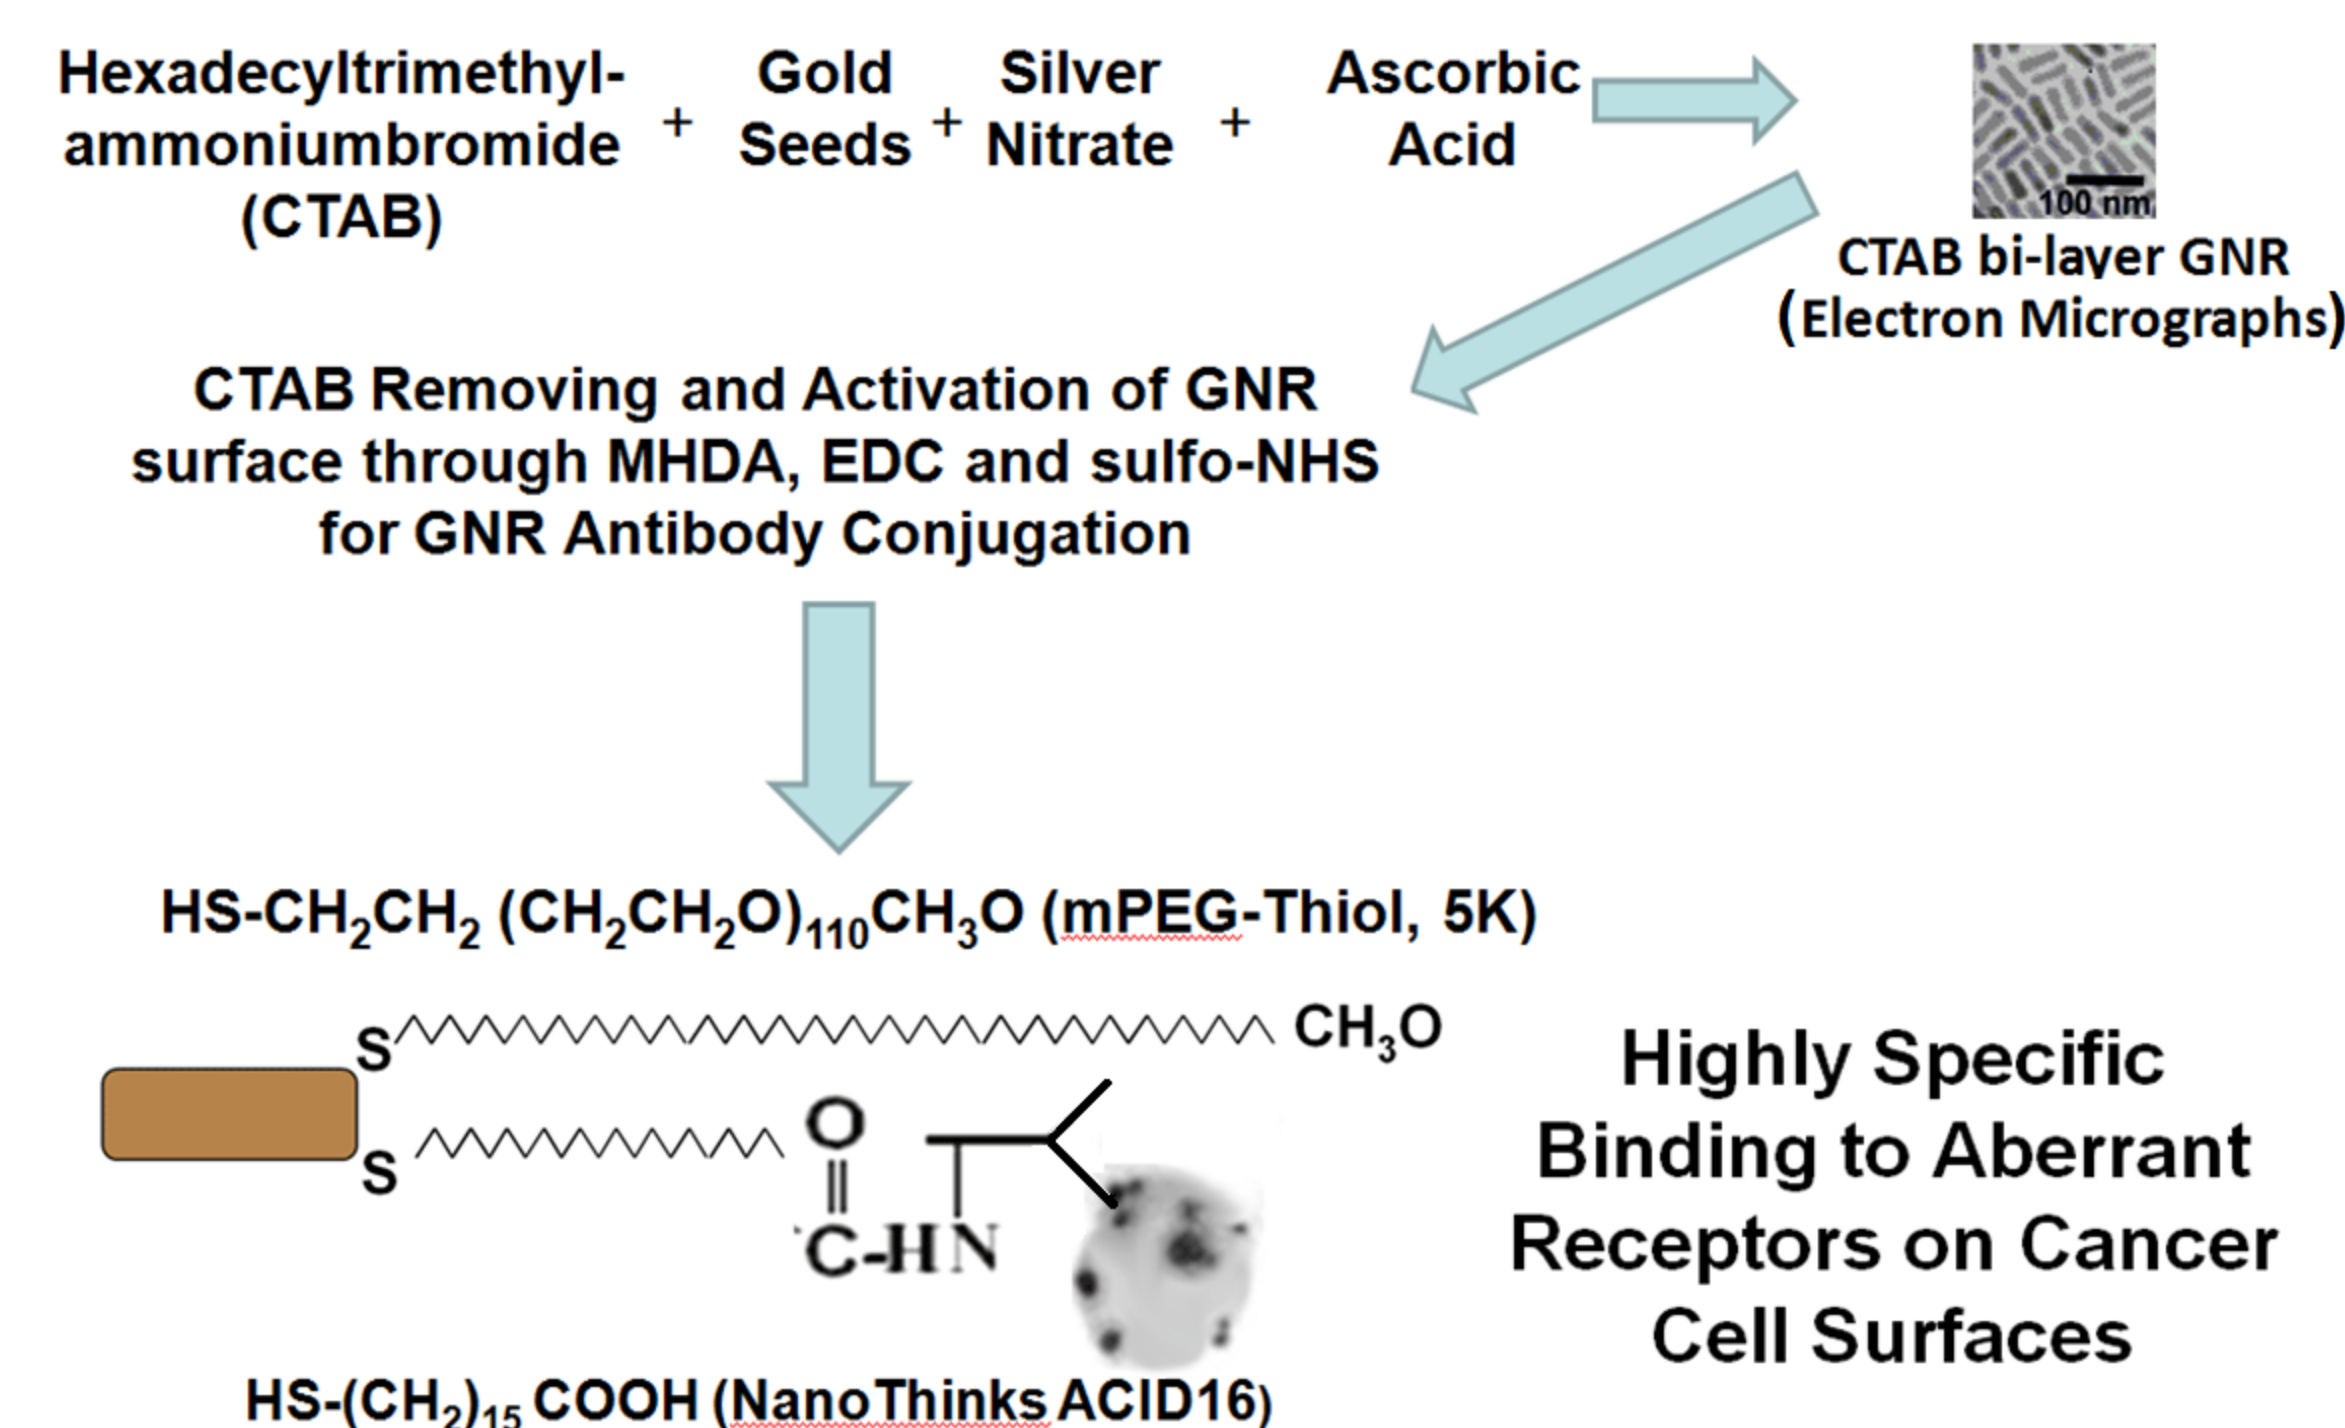 Hexadecyltrimethyl-
ammoniumbromide
(CTAB)
+
Gold
Seeds
+
Silver
Nitrate
+
Ascorbic
Acid
100 nm
CTAB bi-layer GNR
(Electron Micrographs)
CTAB Removing and Activation of GNR
surface through MHDA, EDC and sulfo-NHS
for GNR Antibody Conjugation
HS-CH₂CH₂ (CH₂CH₂O)₁₁₀CH₃O (mPEG-Thiol, 5K)
S
CH₃O
S
O
C-HN
Highly Specific
Binding to Aberrant
Receptors on Cancer
Cell Surfaces
HS-(CH₂)₁₅ COOH (NanoThinks ACID16)